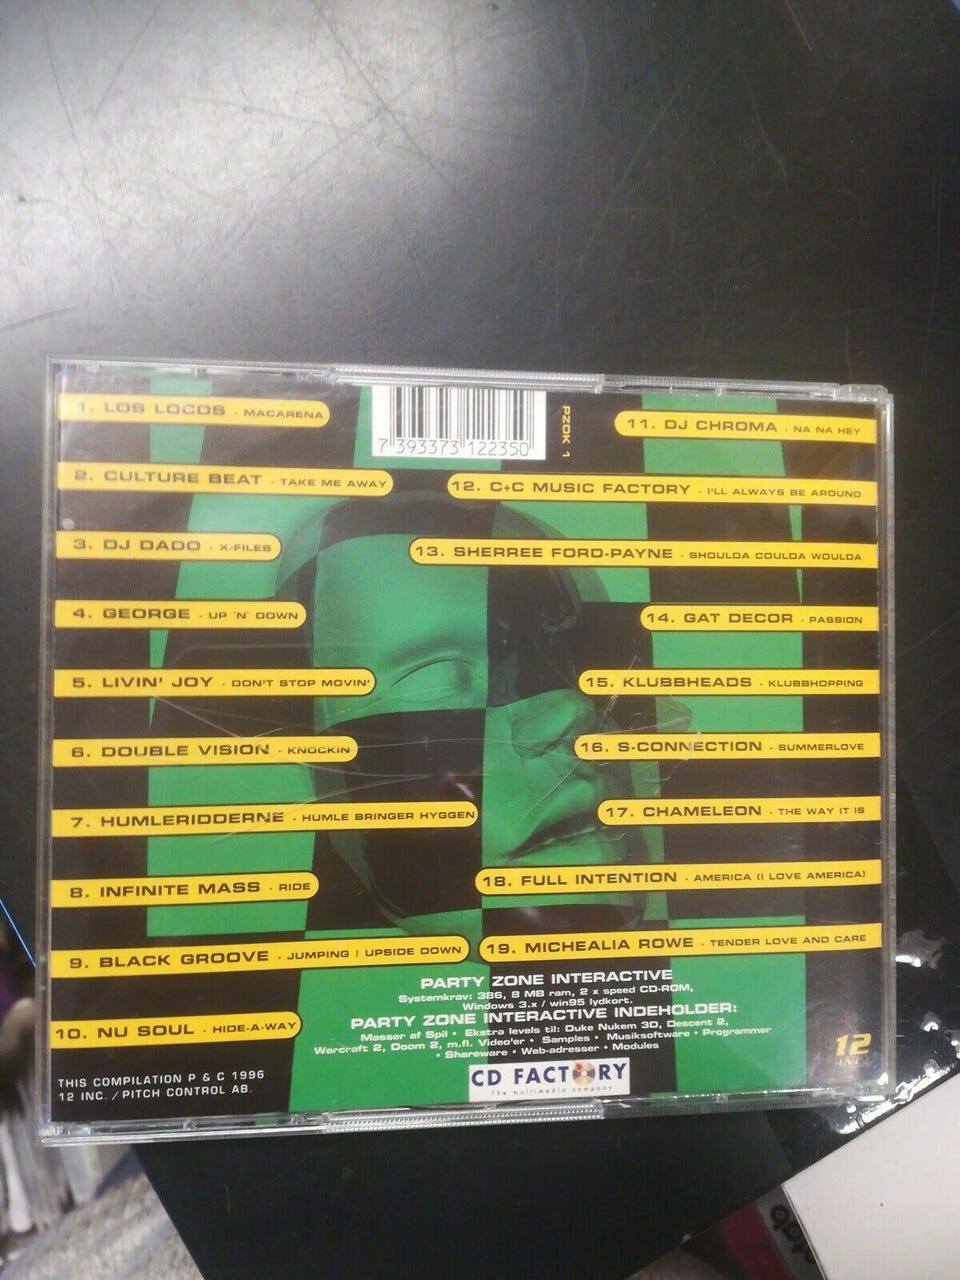 1. LOS LOCOS · MACARENA
2. CULTURE BEAT · TAKE ME AWAY
3. DJ DADO · X-FILES
4. GEORGE · UP 'N' DOWN
5. LIVIN' JOY · DON'T STOP MOVIN'
6. DOUBLE VISION · KNOCKIN
7. HUMLERIDDERNE · HUMLE BRINGER HYGGEN
8. INFINITE MASS · RIDE
9. BLACK GROOVE · JUMPING ! UPSIDE DOWN
10. NU SOUL · HIDE-A-WAY
THIS COMPILATION P & C 1996
12 INC. / PITCH CONTROL AB.
7 393373 122350
PZDK 1
11. DJ CHROMA · NA NA HEY
12. C+C MUSIC FACTORY · I'LL ALWAYS BE AROUND
13. SHERREE FORD-PAYNE · SHOULDA COULDA WOULDA
14. GAT DECOR · PASSION
15. KLUBBHEADS · KLUBBHOPPING
16. S-CONNECTION · SUMMERLOVE
17. CHAMELEON · THE WAY IT IS
18. FULL INTENTION · AMERICA (I LOVE AMERICA)
19. MICHEALIA ROWE · TENDER LOVE AND CARE
PARTY ZONE INTERACTIVE
Systemkrav: 386, 8 MB ram, 2 x speed CD-ROM,
Windows 3.x / win95 lydkort.
PARTY ZONE INTERACTIVE INDEHOLDER:
Masser af Spil • Ekstra levels til: Duke Nukem 3D, Descent 2,
Warcraft 2, Doom 2, m.fl. Video'er • Samples • Musiksoftware • Programmer
• Shareware • Web-adresser • Modules
CD FACTORY
The multimedia company
12
INC.